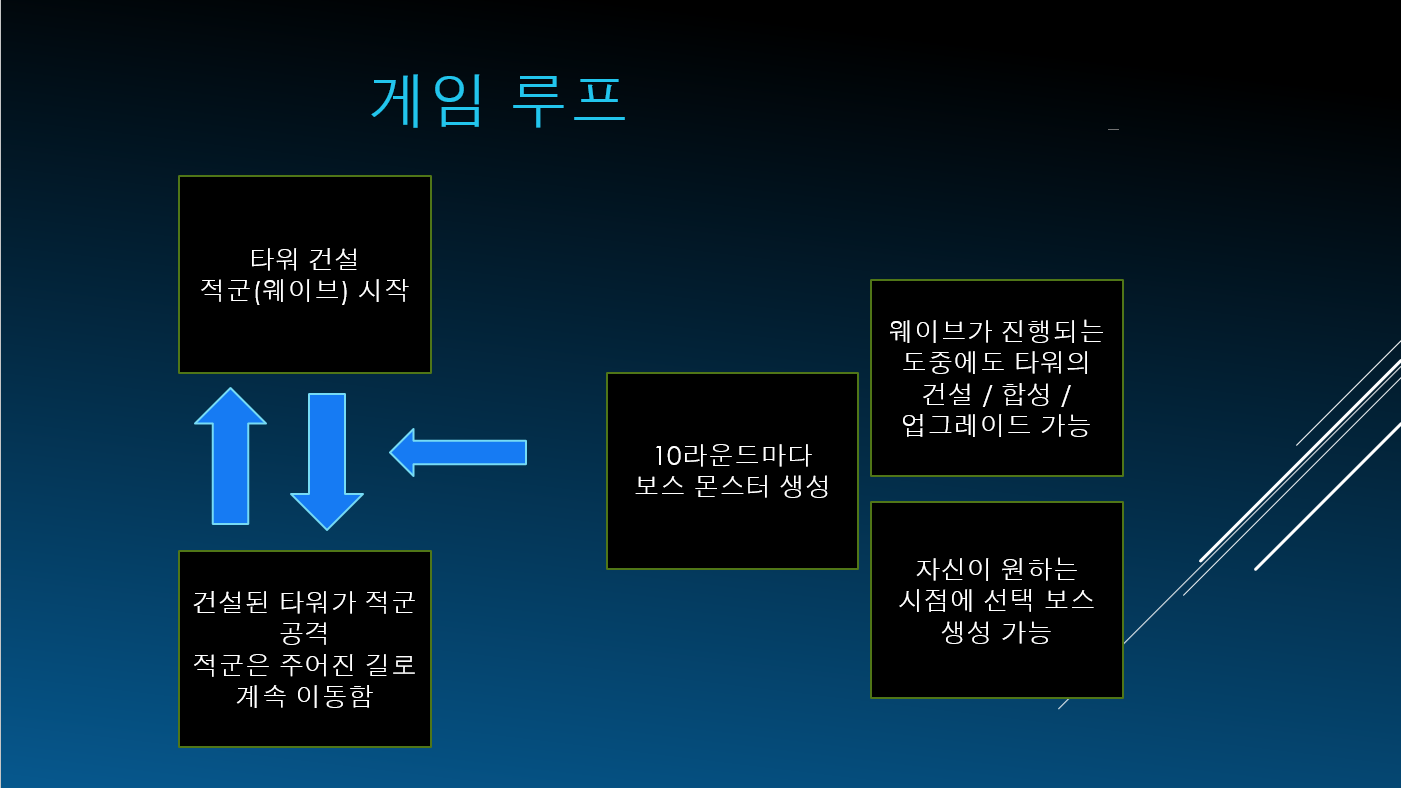 게임 루프
타워 건설
적군(웨이브) 시작
건설된 타워가 적군
공격
적군은 주어진 길로
계속 이동함
10라운드마다
보스 몬스터 생성
웨이브가 진행되는
도중에도 타워의
건설 / 합성 /
업그레이드 가능
자신이 원하는
시점에 선택 보스
생성 가능